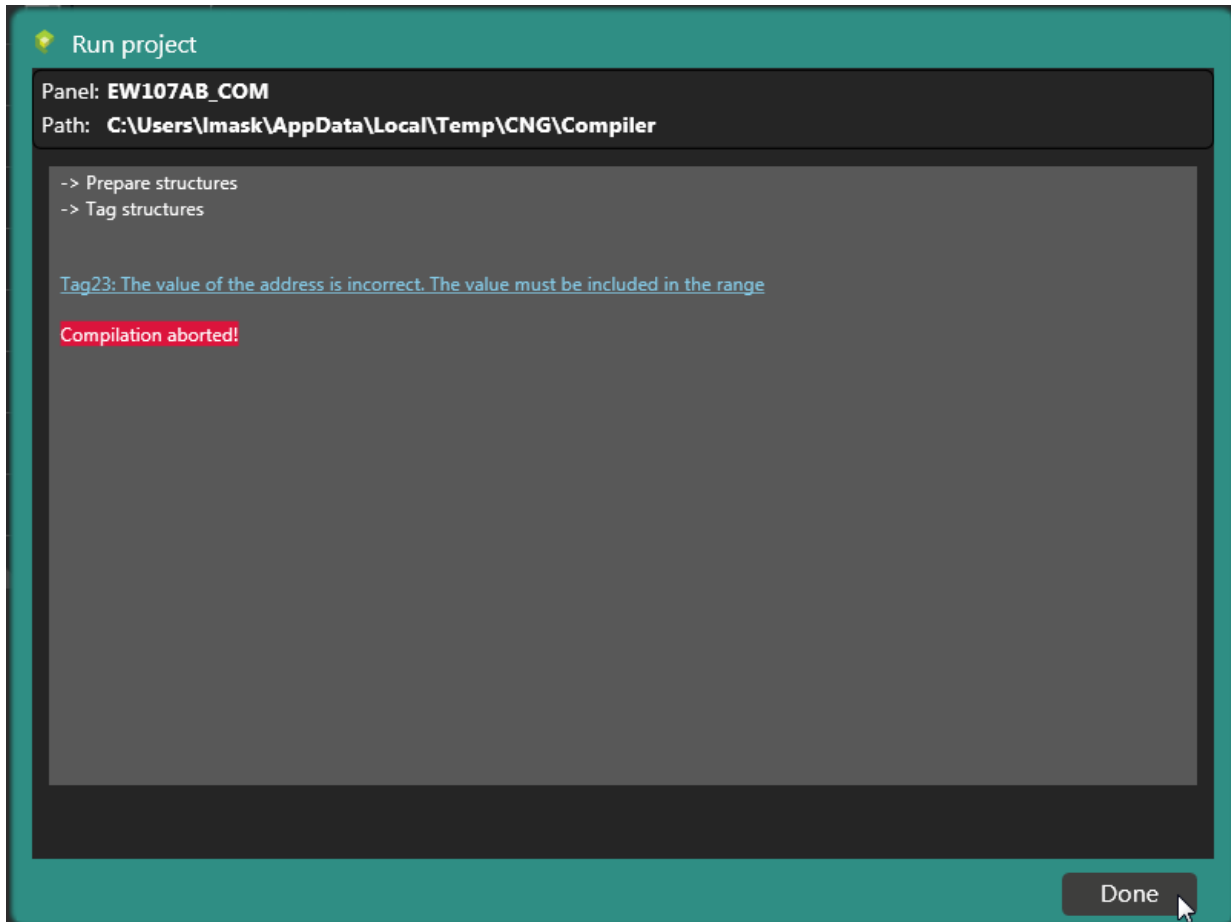 Run project
Panel: EW107AB_COM
Path: C:\Users\lmask\AppData\Local\Temp\CNG\Compiler
-> Prepare structures
-> Tag structures
Tag23: The value of the address is incorrect. The value must be included in the range
Compilation aborted!
Done